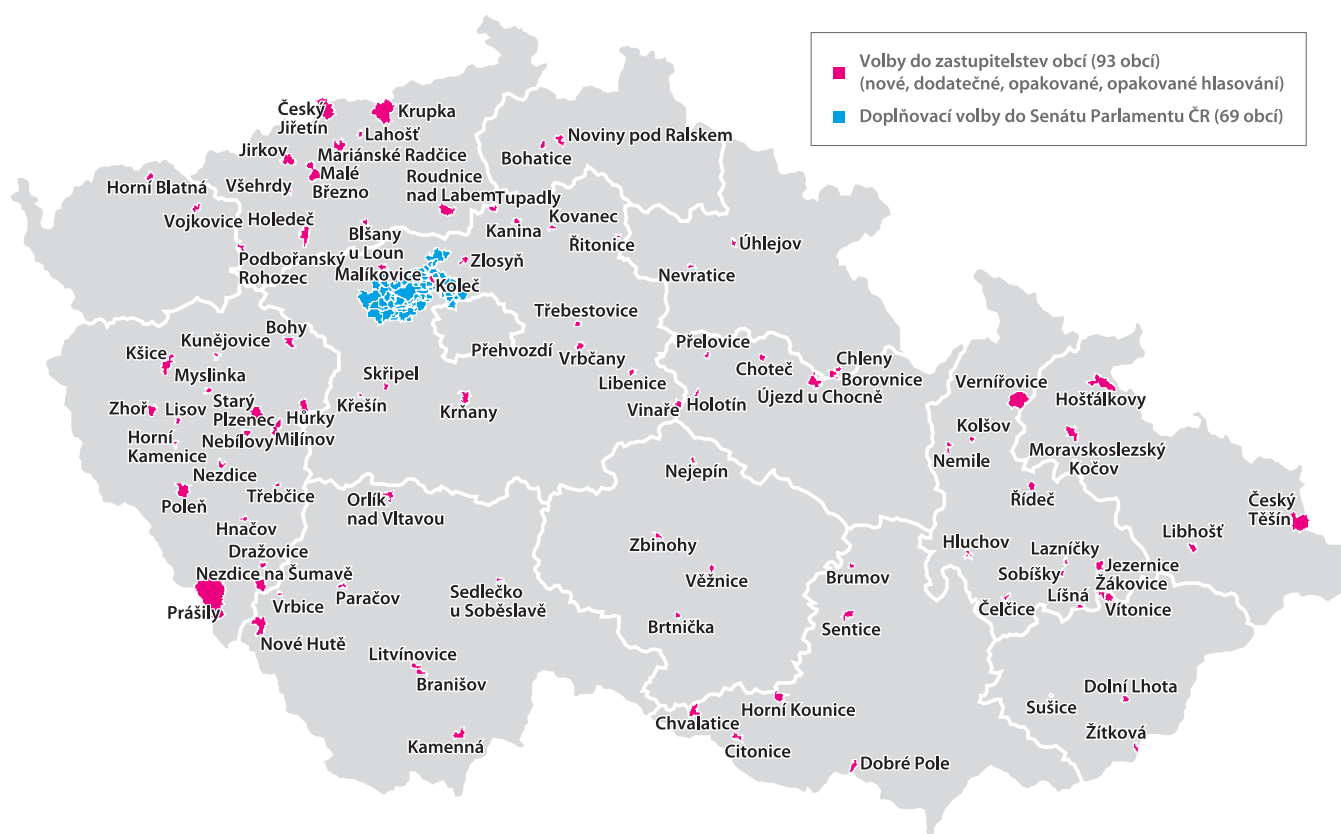 Volby do zastupitelstev obcí (93 obcí)
(nové, dodatečné, opakované, opakované hlasování)
Doplňovací volby do Senátu Parlamentu ČR (69 obcí)
Český
Jiřetín
Krupka
Lahošť
Jirkov
Mariánské Radčice
Malé
Březno
Všehrdy
Roudnice
nad Labem
Tupadly
Noviny pod Ralskem
Bohatice
Horní Blatná
Vojkovice
Holedeč
Blšany
u Loun
Kanina
Kovanec
Řitonice
Úhlejov
Podbořanský
Rohozec
Malíkovice
Zlosyň
Koleč
Nevratice
Třebestovice
Bohy
Kunějovice
Kšice
Myslinka
Přehvozdí
Vrbčany
Přelovice
Choteč
Chleny
Borovnice
Újezd u Chocně
Skřipel
Křešín
Krňany
Libenice
Vinaře
Holotín
Vernířovice
Hošťálkovy
Zhoř
Lisov
Starý
Plzenec
Hůrky
Nebílovy
Milínov
Horní
Kamenice
Kolšov
Nemile
Moravskoslezský
Kočov
Nezdice
Třebčice
Poleň
Orlík
nad Vltavou
Nejepín
Řídeč
Český
Těšín
Hnačov
Dražovice
Nezdice na Šumavě
Prášily
Vrbice
Paračov
Nové Hutě
Sedlečko
u Soběslavě
Zbinohy
Věžnice
Brtnička
Brumov
Sentice
Hluchov
Lazníčky
Libhošť
Sobíšky
Jezernice
Žákovice
Líšná
Čelčice
Vítonice
Litvínovice
Branišov
Kamenná
Chvalatice
Horní Kounice
Citonice
Dobré Pole
Sušice
Dolní Lhota
Žítková